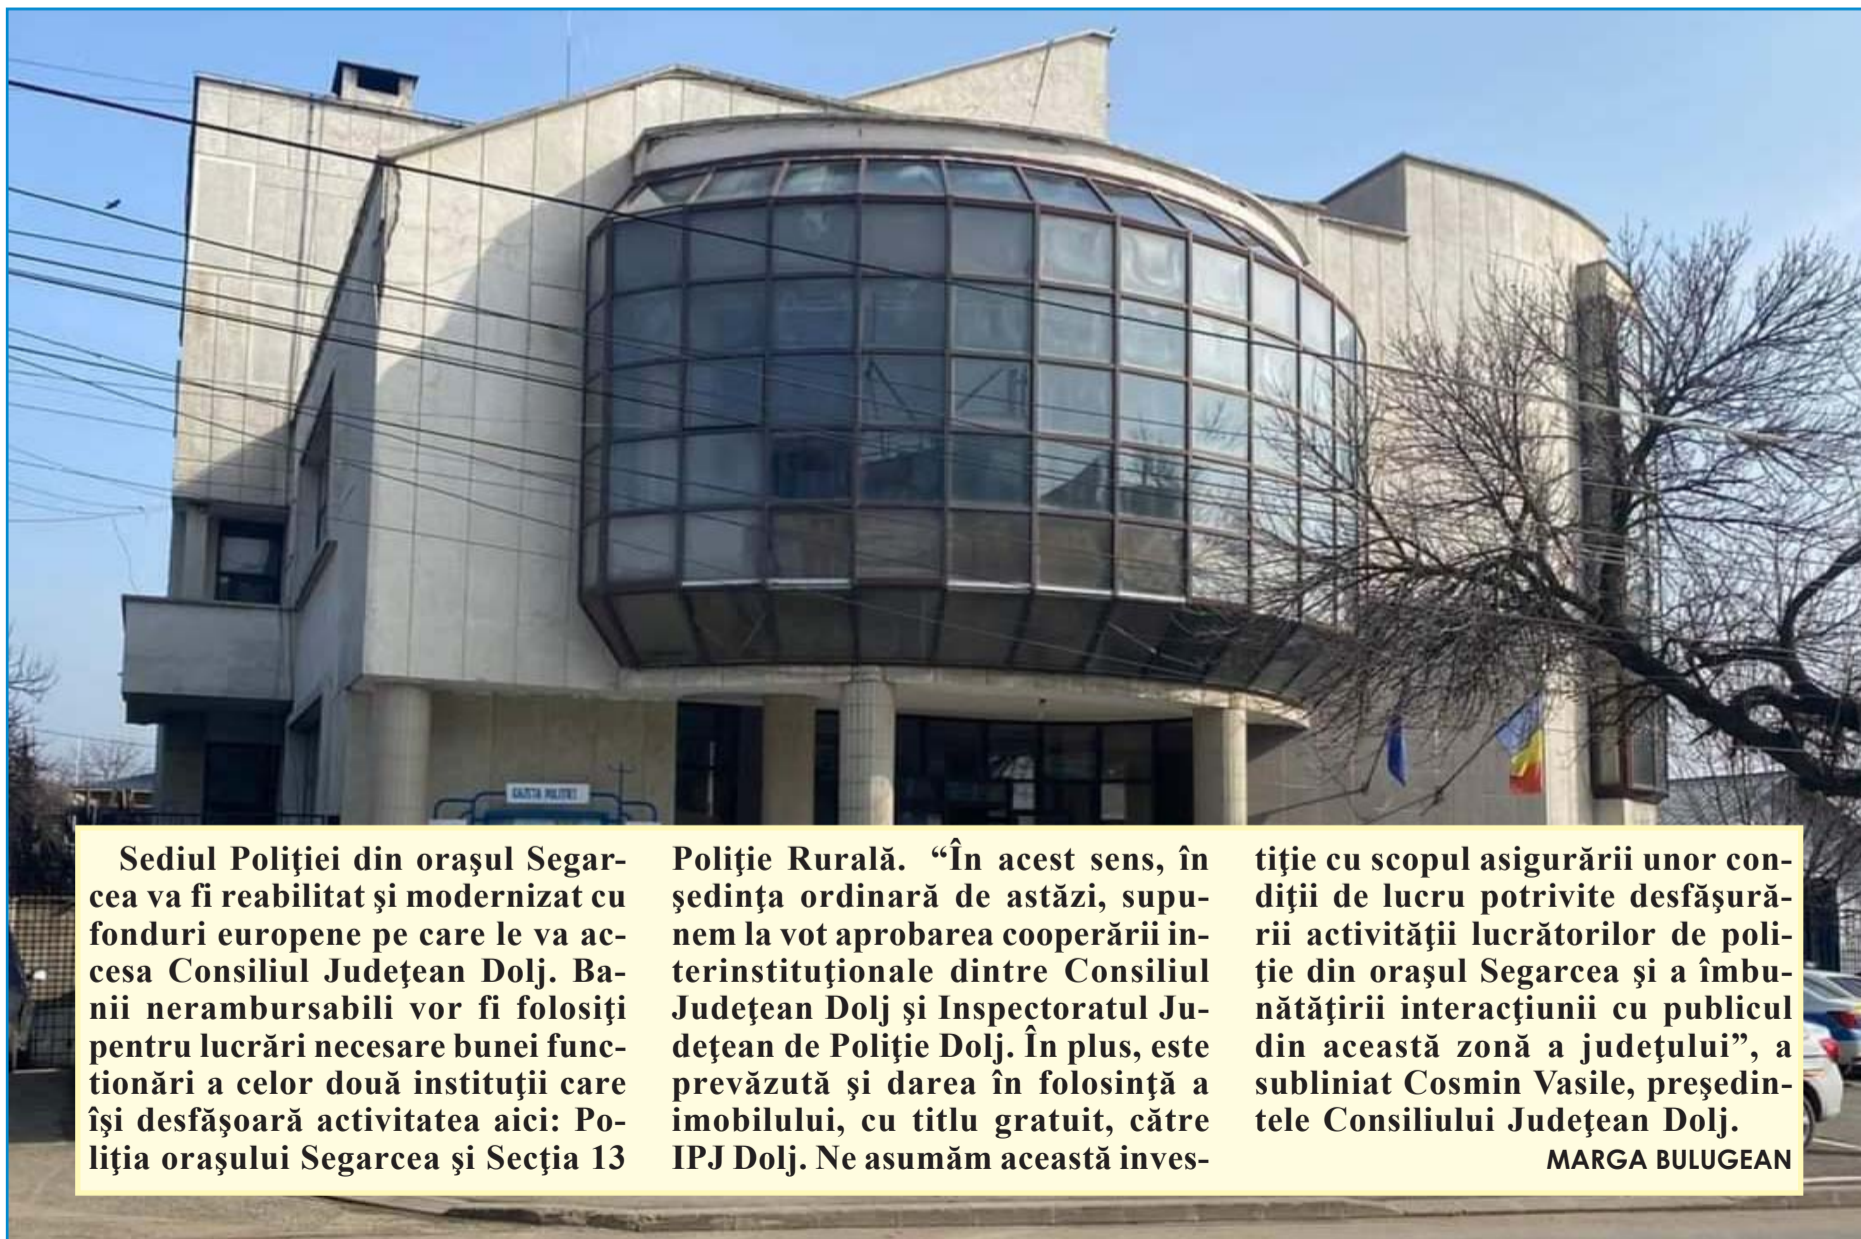 GAZETA POLITIEI
Sediul Poliţiei din oraşul Segar-
cea va fi reabilitat şi modernizat cu
fonduri europene pe care le va ac-
cesa Consiliul Judeţean Dolj. Ba-
nii nerambursabili vor fi folosiţi
pentru lucrări necesare bunei func-
tionări a celor două instituţii care
îşi desfăşoară activitatea aici: Po-
liţia oraşului Segarcea şi Secţia 13
Poliţie Rurală. “În acest sens, în
şedinţa ordinară de astăzi, supu-
nem la vot aprobarea cooperării in-
terinstituţionale dintre Consiliul
Judeţean Dolj şi Inspectoratul Ju-
deţean de Poliţie Dolj. În plus, este
prevăzută şi darea în folosinţă a
imobilului, cu titlu gratuit, către
IPJ Dolj. Ne asumăm această inves-
tiţie cu scopul asigurării unor con-
diţii de lucru potrivite desfăşură-
rii activităţii lucrătorilor de poli-
ţie din oraşul Segarcea şi a îmbu-
nătăţirii interacţiunii cu publicul
din această zonă a judeţului”, a
subliniat Cosmin Vasile, preşedin-
tele Consiliului Judeţean Dolj.
MARGA BULUGEAN